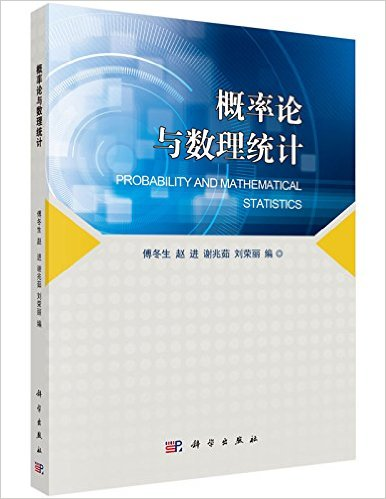 概率论与数理统计
傅冬生 赵 进 谢兆茹 刘荣丽 编
科学出版社
概率论
与数理统计
PROBABILITY AND MATHEMATICAL
STATISTICS
傅冬生 赵 进 谢兆茹 刘荣丽 编
SP
科学出版社